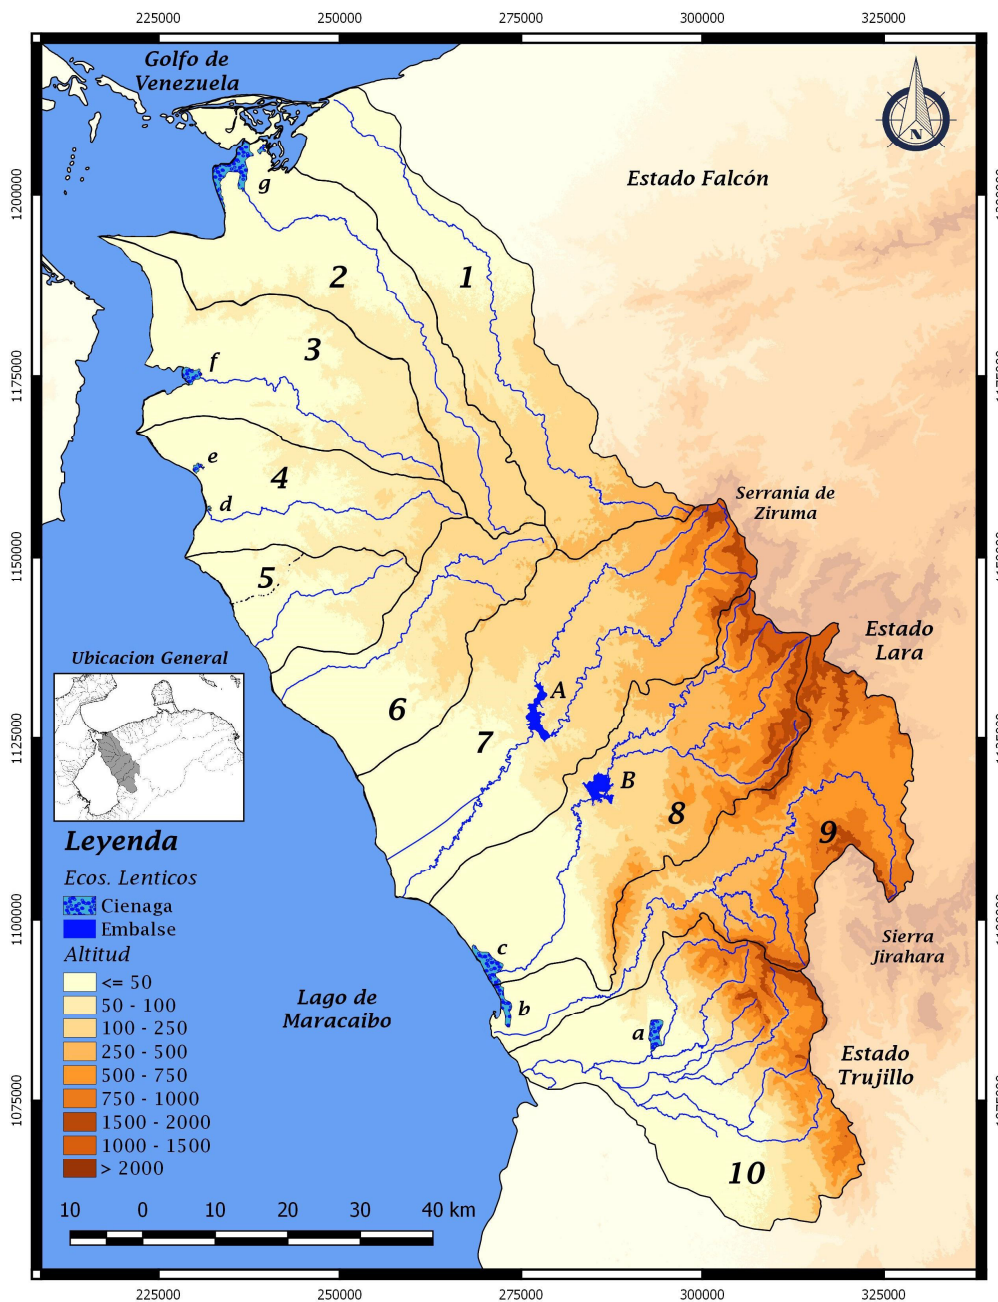 225000 250000 275000 300000 325000
Golfo de
Venezuela
N
Estado Falcón
1200000
g
2
1
3
f
1175000
e
4
d
Serrania de
Ziruma
1150000
5
Estado
Lara
Ubicacion General
A
6
7
1125000
B
8
9
Leyenda
Ecos. Lenticos
Cienaga
Embalse
Altitud
<= 50
50 - 100
100 - 250
250 - 500
500 - 750
750 - 1000
1500 - 2000
1000 - 1500
> 2000
1100000
c
Sierra
Jirahara
Lago de
Maracaibo
b
a
Estado
Trujillo
1075000
10
10 0 10 20 30 40 km
225000 250000 275000 300000 325000